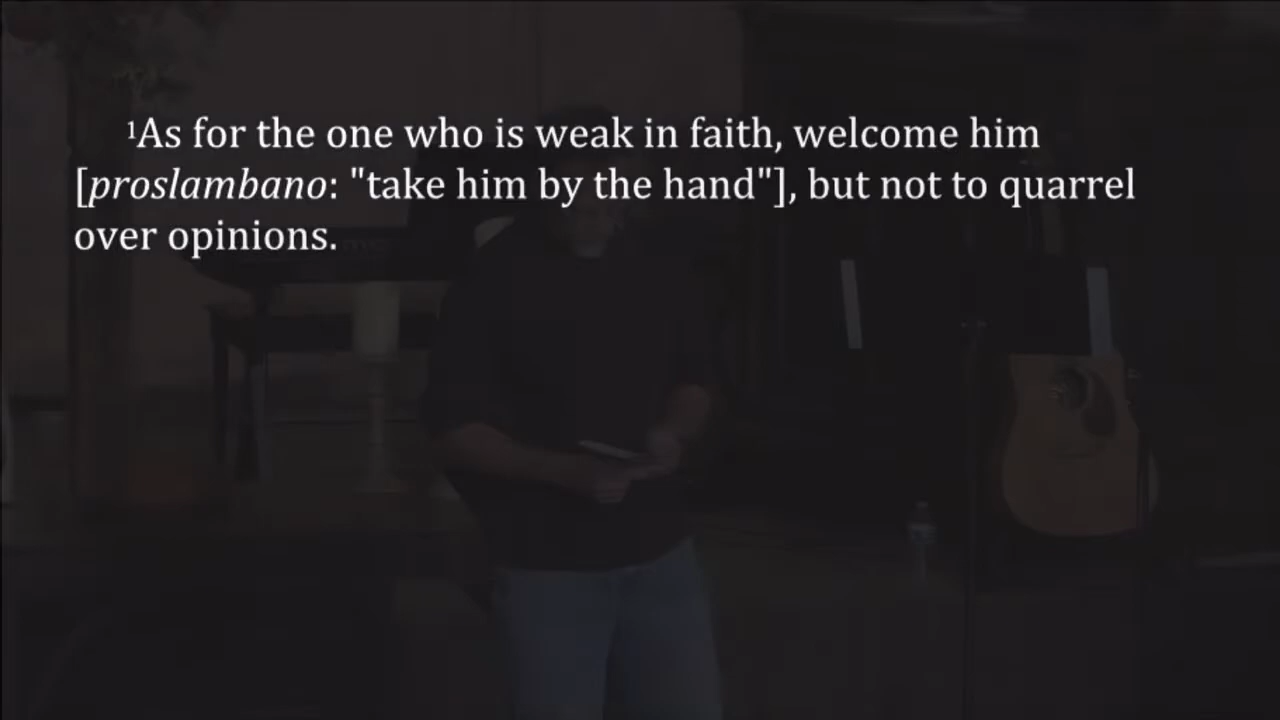 ¹As for the one who is weak in faith, welcome him
[proslambano: "take him by the hand"], but not to quarrel
over opinions.